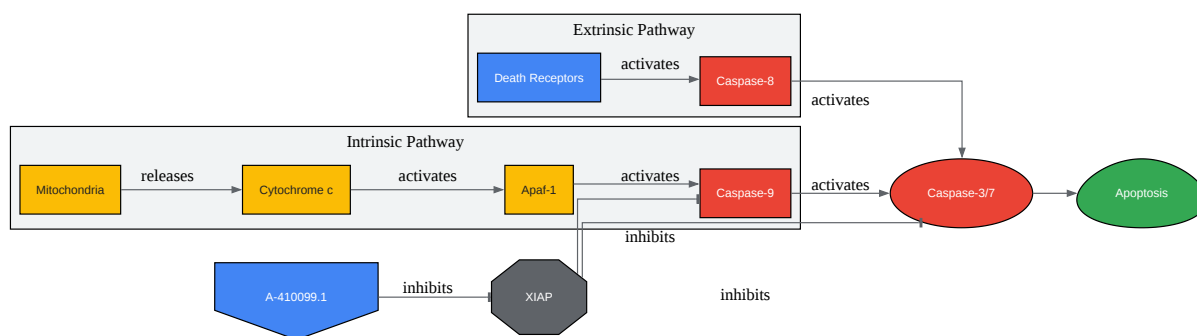 Extrinsic Pathway
Death Receptors
activates
Caspase-8
activates
Intrinsic Pathway
Mitochondria
releases
Cytochrome c
activates
Apaf-1
activates
Caspase-9
activates
Caspase-3/7
Apoptosis
inhibits
A-410099.1
inhibits
XIAP
inhibits